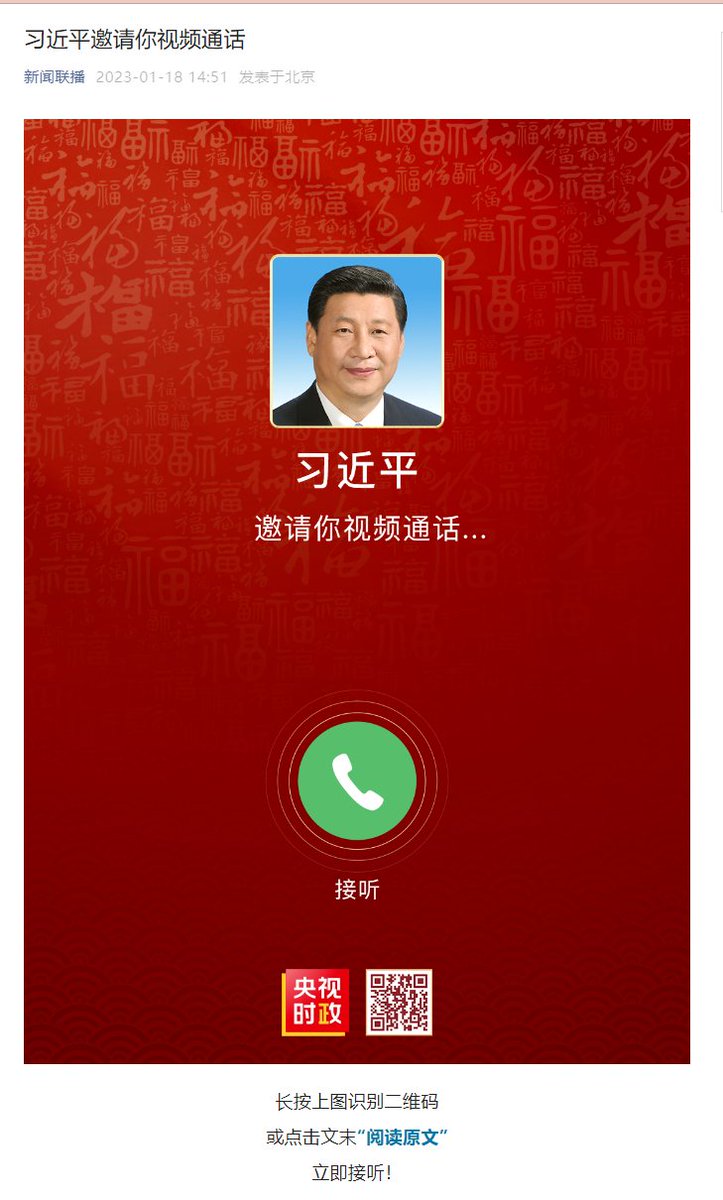 习近平邀请你视频通话
新闻联播 2023-01-18 14:51 发表于北京
习近平
邀请你视频通话...
接听
央视
时政
长按上图识别二维码
或点击文末“阅读原文”
立即接听!